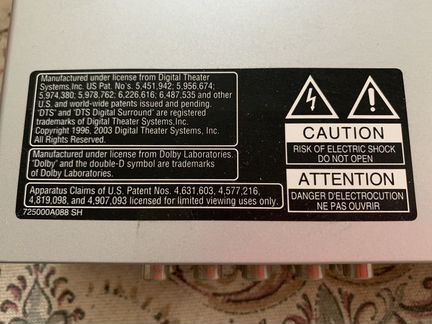 Manufactured under license from Digital Theater
Systems,Inc. US Pat. No's. 5,451,942; 5,956,674;
5,974,380; 5,978,762; 6,226,616; 6,487,535 and other
U.S. and world-wide patents issued and pending.
"DTS" and "DTS Digital Surround" are registered
trademarks of Digital Theater Systems,Inc.
Copyright 1996, 2003 Digital Theater Systems, Inc.
All Rights Reserved.
Manufactured under license from Dolby Laboratories.
"Dolby" and the double-D symbol are trademarks
of Dolby Laboratories.
Apparatus Claims of U.S. Patent Nos. 4,631,603, 4,577,216,
4,819,098, and 4,907,093 licensed for limited viewing uses only.
725000A088 SH
CAUTION
RISK OF ELECTRIC SHOCK
DO NOT OPEN
ATTENTION
DANGER D'ELECTROCUTION
NE PAS OUVRIR